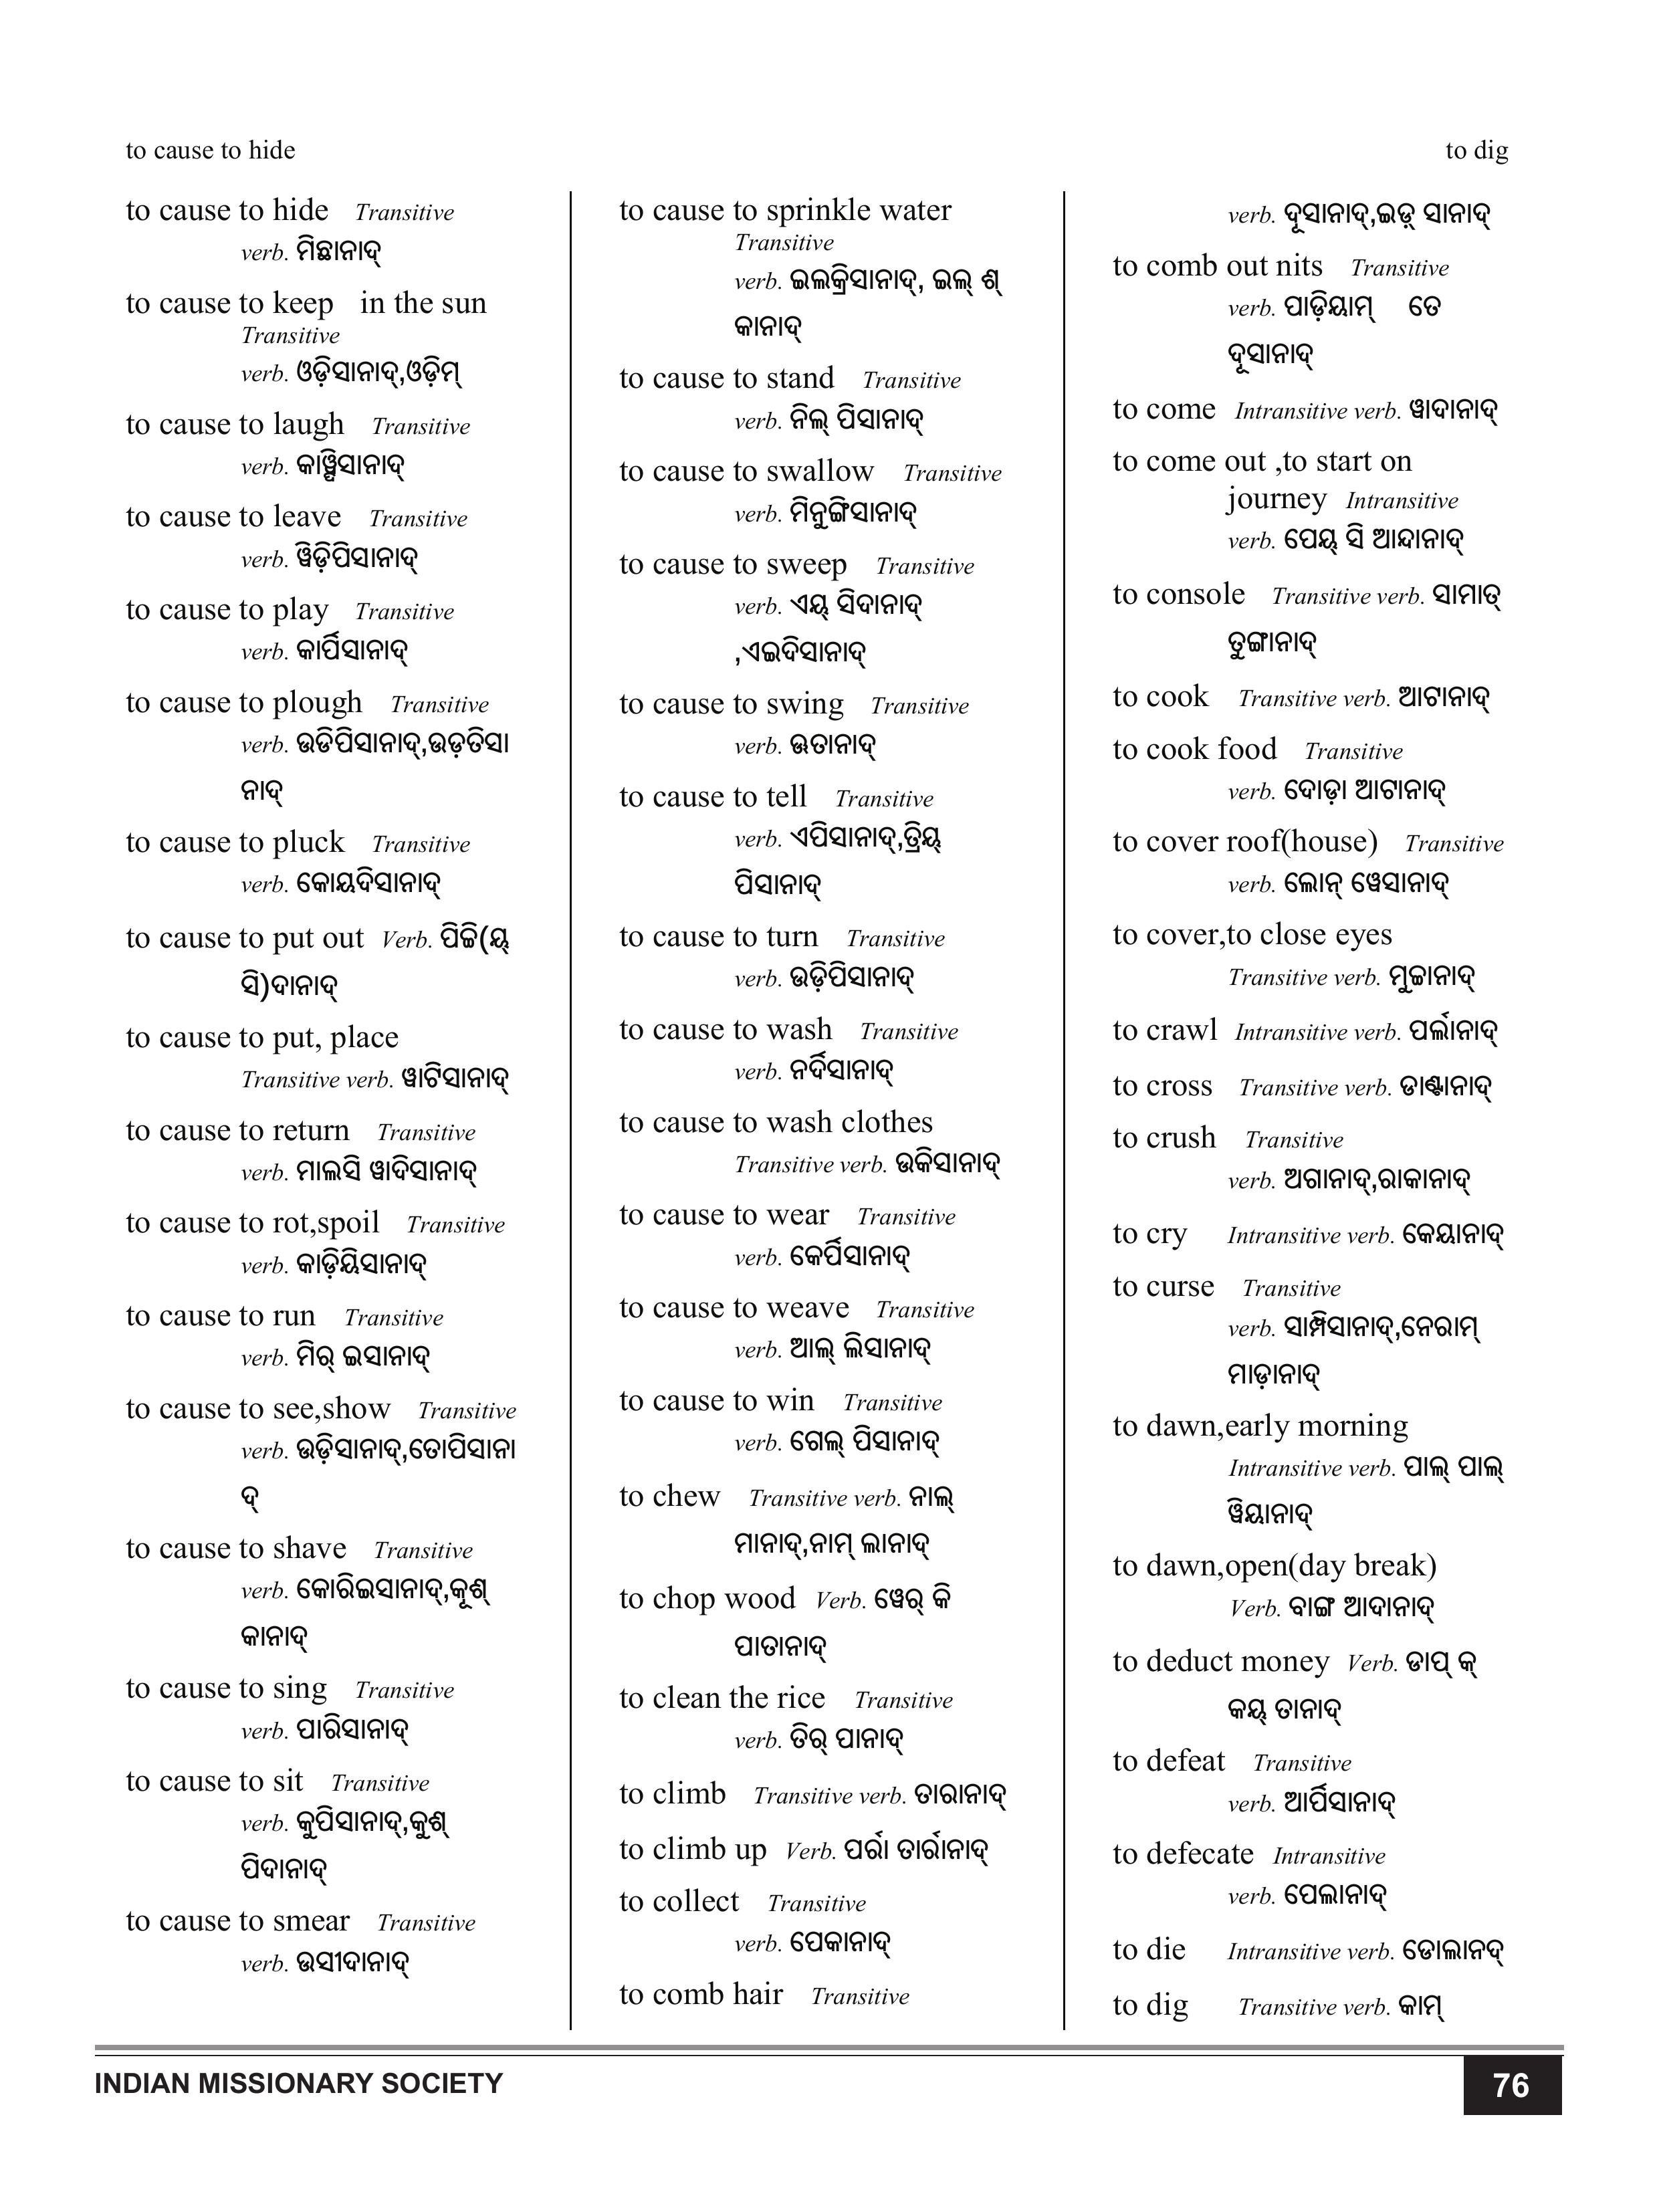 to cause to hide
to dig
to cause to hide Transitive
verb. ମିଛାନାଦ୍
to cause to keep in the sun
Transitive
verb. ଓଡ଼ିସାନାଦ୍,ଓଡ଼ିମ୍
to cause to laugh Transitive
verb. କାୱ୍ଵିସାନାଦ୍
to cause to leave Transitive
verb. ୱିଡ଼ିପିସାନାଦ୍
to cause to play Transitive
verb. କାର୍ପିସାନାଦ୍
to cause to plough Transitive
verb. ଉଡିପିସାନାଦ୍,ଉଡ଼ତିସା
ନାଦ୍
to cause to pluck Transitive
verb. କୋୟଦିସାନାଦ୍
to cause to put out Verb. ପିଚ୍ଚି(ୟ୍
ସି)ଦାନାଦ୍
to cause to put, place
Transitive verb. ୱାଟିସାନାଦ୍
to cause to return Transitive
verb. ମାଲସି ୱାଦିସାନାଦ୍
to cause to rot,spoil Transitive
verb. କାଡ଼ିୟିସାନାଦ୍
to cause to run Transitive
verb. ମିର୍ ଇସାନାଦ୍
to cause to see,show Transitive
verb. ଉଡ଼ିସାନାଦ୍,ତୋପିସାନା
ଦ୍
to cause to shave Transitive
verb. କୋରିଇସାନାଦ୍,କୂଶ୍
କାନାଦ୍
to cause to sing Transitive
verb. ପାରିସାନାଦ୍
to cause to sit Transitive
verb. କୁପିସାନାଦ୍,କୁଶ୍
ପିଦାନାଦ୍
to cause to smear Transitive
verb. ଉସୀଦାନାଦ୍
to cause to sprinkle water
Transitive
verb. ଇଲକ୍ରିସାନାଦ୍, ଇଲ୍ ଶ୍
କାନାଦ୍
to cause to stand Transitive
verb. ନିଲ୍ ପିସାନାଦ୍
to cause to swallow Transitive
verb. ମିନୁଙ୍ଗିସାନାଦ୍
to cause to sweep Transitive
verb. ଏୟ୍ ସିଦାନାଦ୍
,ଏଇଦିସାନାଦ୍
to cause to swing Transitive
verb. ଊତାନାଦ୍
to cause to tell Transitive
verb. ଏପିସାନାଦ୍,ତ୍ରିୟ୍
ପିସାନାଦ୍
to cause to turn Transitive
verb. ଉଡ଼ିପିସାନାଦ୍
to cause to wash Transitive
verb. ନର୍ଦିସାନାଦ୍
to cause to wash clothes
Transitive verb. ଉକିସାନାଦ୍
to cause to wear Transitive
verb. କେର୍ପିସାନାଦ୍
to cause to weave Transitive
verb. ଆଲ୍ ଲିସାନାଦ୍
to cause to win Transitive
verb. ଗେଲ୍ ପିସାନାଦ୍
to chew Transitive verb. ନାଲ୍
ମାନାଦ୍,ନାମ୍ ଲାନାଦ୍
to chop wood Verb. ୱେର୍ କି
ପାତାନାଦ୍
to clean the rice Transitive
verb. ତିର୍ ପାନାଦ୍
to climb Transitive verb. ତାରାନାଦ୍
to climb up Verb. ପର୍ରା ତାର୍ରାନାଦ୍
to collect Transitive
verb. ପେକାନାଦ୍
to comb hair Transitive
verb. ଦୂସାନାଦ୍,ଇଡ଼୍ ସାନାଦ୍
to comb out nits Transitive
verb. ପାଡ଼ିୟାମ୍ ତେ
ଦୂସାନାଦ୍
to come Intransitive verb. ୱାଦାନାଦ୍
to come out ,to start on
journey Intransitive
verb. ପେୟ୍ ସି ଆନ୍ଦାନାଦ୍
to console Transitive verb. ସାମାତ୍
ତୁଙ୍ଗାନାଦ୍
to cook Transitive verb. ଆଟାନାଦ୍
to cook food Transitive
verb. ଦୋଡ଼ା ଆଟାନାଦ୍
to cover roof(house) Transitive
verb. ଲୋନ୍ ୱେସାନାଦ୍
to cover,to close eyes
Transitive verb. ମୁଚ୍ଚାନାଦ୍
to crawl Intransitive verb. ପର୍ଲାନାଦ୍
to cross Transitive verb. ଡାଣ୍ଟାନାଦ୍
to crush Transitive
verb. ଅଗାନାଦ୍,ରାକାନାଦ୍
to cry Intransitive verb. କେୟାନାଦ୍
to curse Transitive
verb. ସାମ୍ପିସାନାଦ୍,ନେରାମ୍
ମାଡ଼ାନାଦ୍
to dawn,early morning
Intransitive verb. ପାଲ୍ ପାଲ୍
ୱିୟାନାଦ୍
to dawn,open(day break)
Verb. ବାଙ୍ଗ ଆଦାନାଦ୍
to deduct money Verb. ଡାପ୍ କ୍
କୟ୍ ତାନାଦ୍
to defeat Transitive
verb. ଆର୍ପିସାନାଦ୍
to defecate Intransitive
verb. ପେଲାନାଦ୍
to die Intransitive verb. ଡୋଲାନଦ୍
to dig Transitive verb. କାମ୍
INDIAN MISSIONARY SOCIETY
76